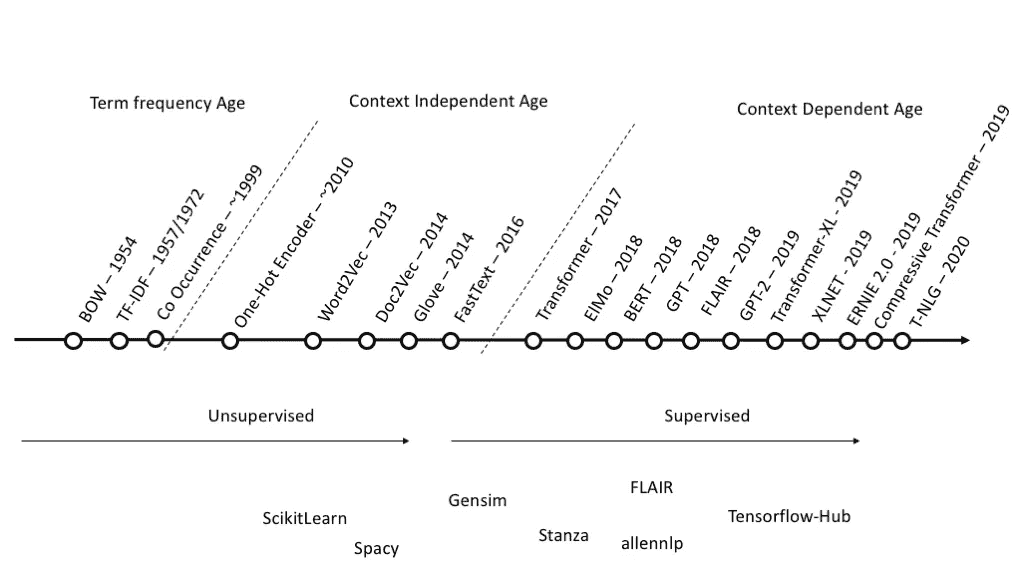 Term frequency Age
Context Independent Age
Context Dependent Age
BOW – 1954
TF-IDF – 1957/1972
Co Occurrence – ~1999
One-Hot Encoder – ~2010
Word2Vec – 2013
Doc2Vec – 2014
Glove – 2014
FastText – 2016
Transformer – 2017
ElMo – 2018
BERT – 2018
GPT – 2018
FLAIR – 2018
GPT-2 – 2019
Transformer-XL - 2019
XLNET - 2019
ERNIE 2.0 - 2019
Compressive Transformer – 2019
T-NLG – 2020
Unsupervised
Supervised
Gensim
FLAIR
ScikitLearn
Tensorflow-Hub
Stanza
Spacy
allennlp